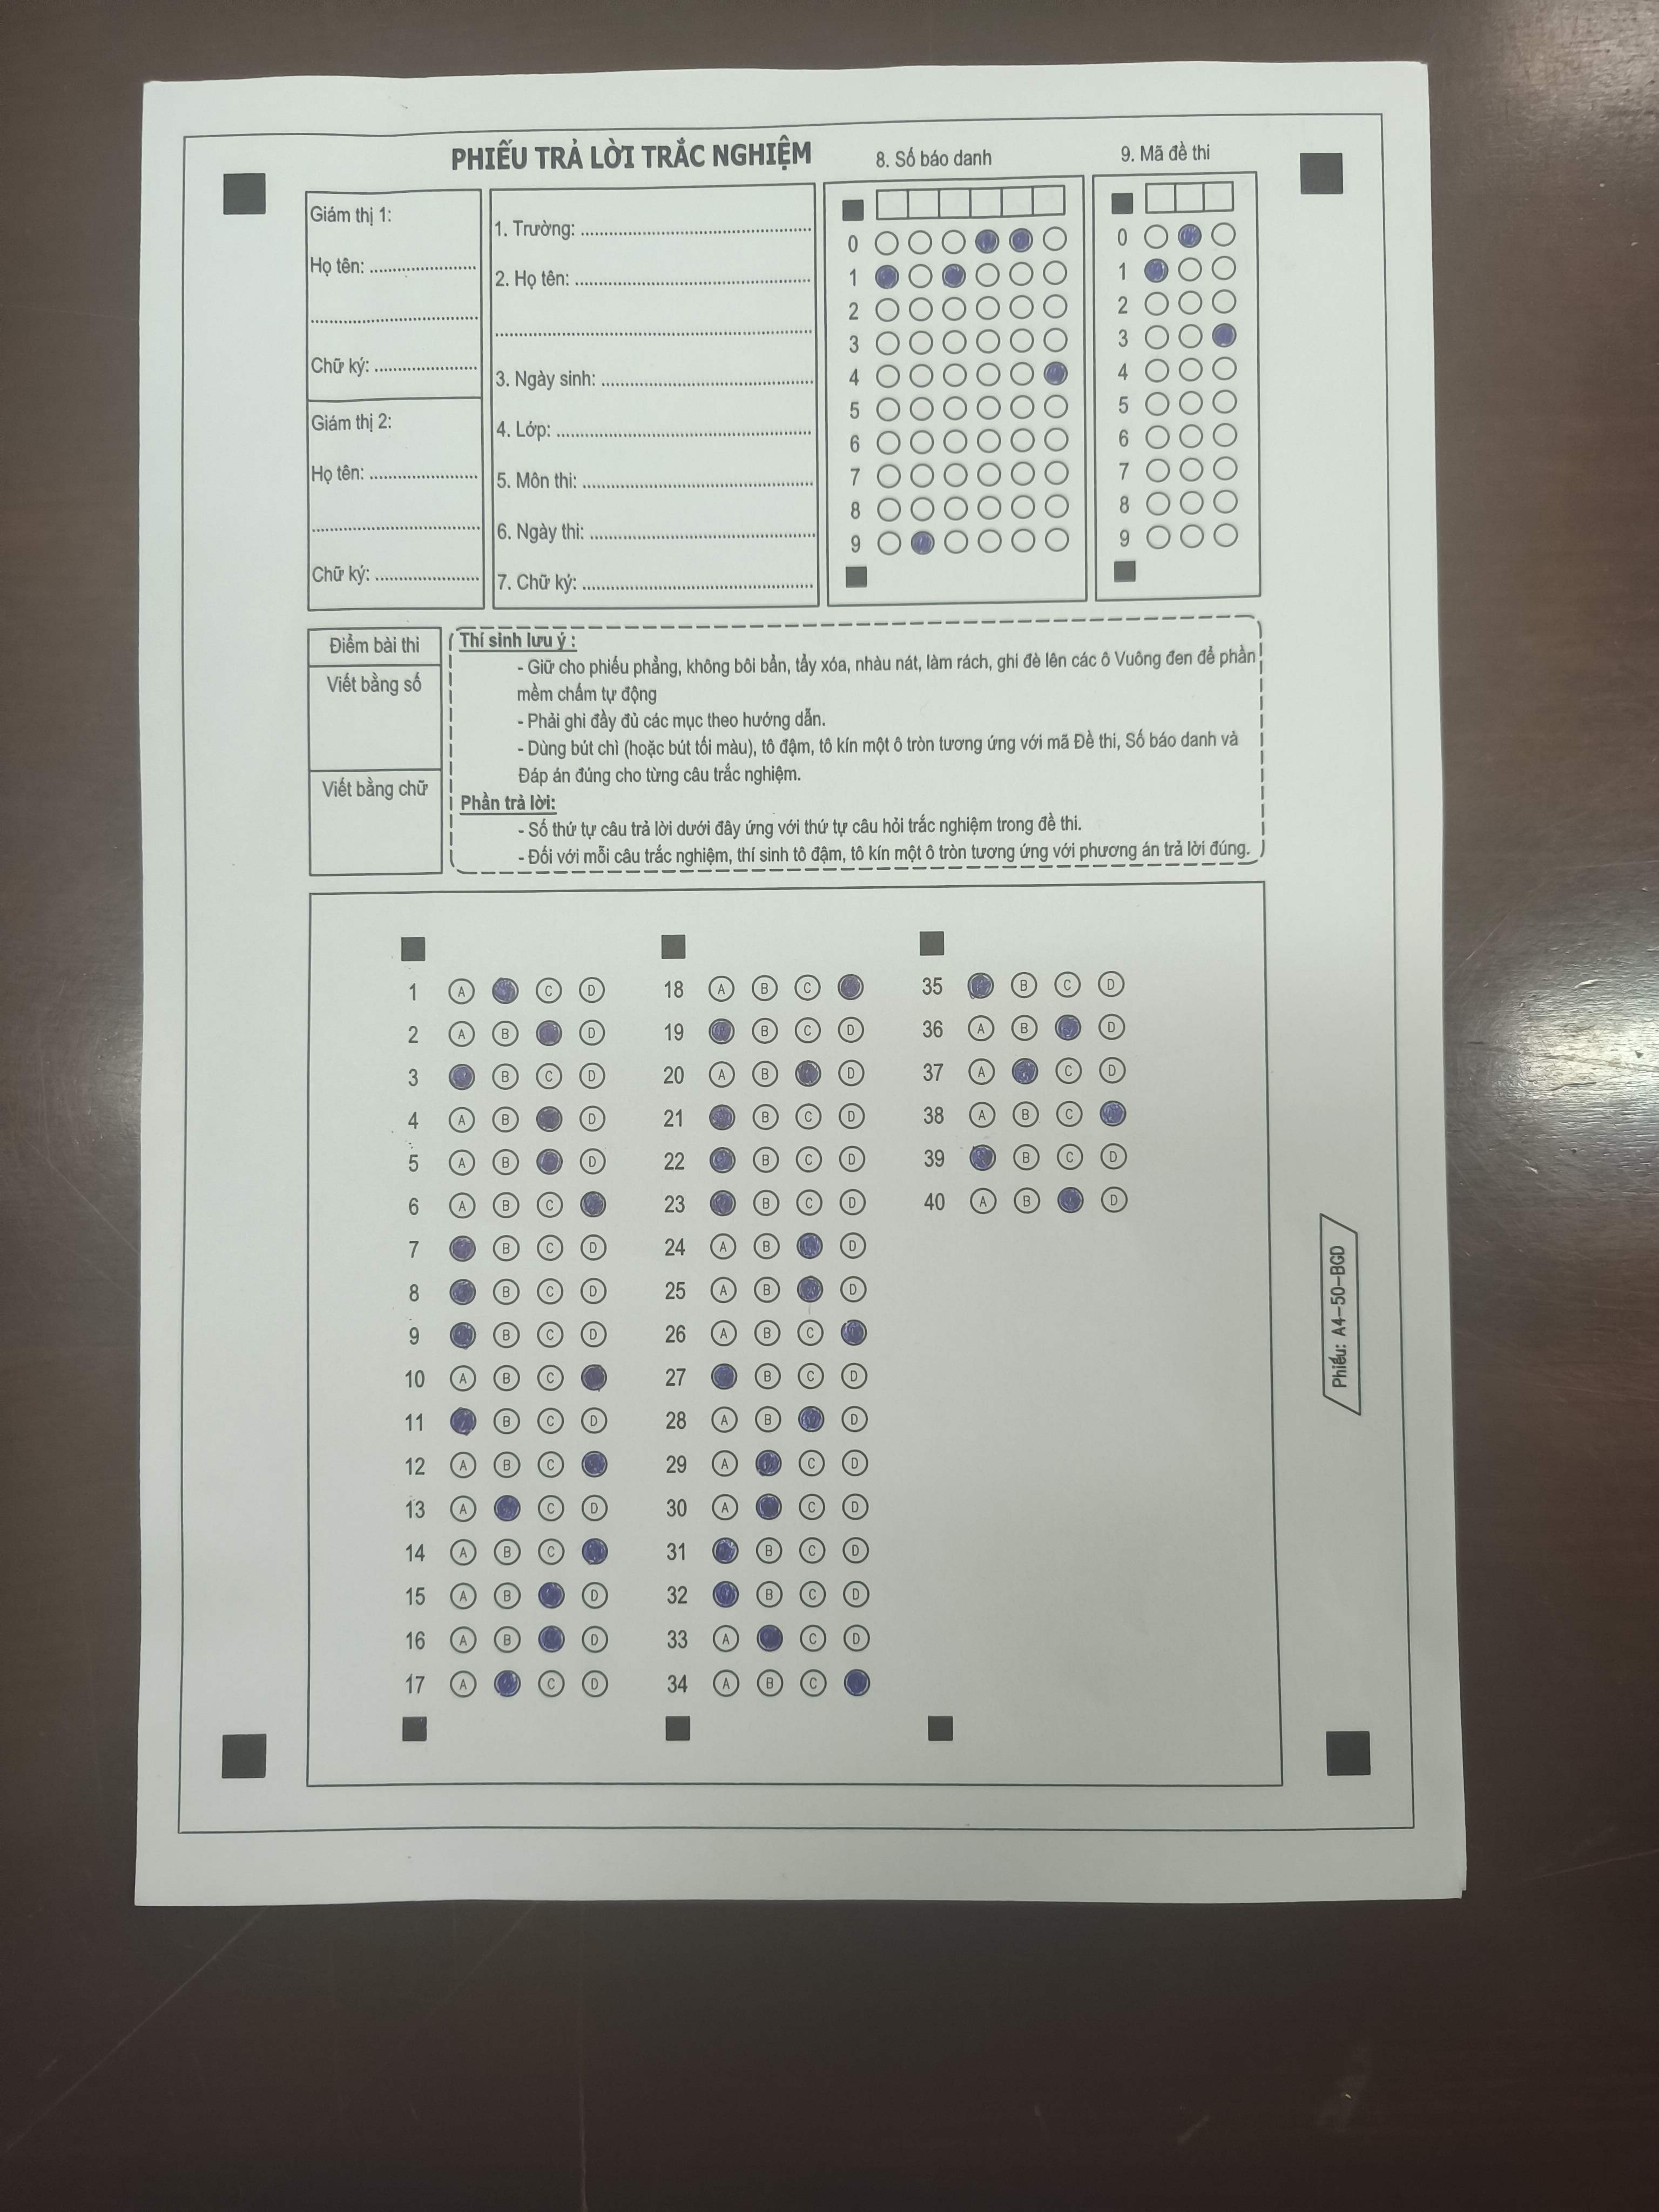 PHIẾU TRẢ LỜI TRẮC NGHIỆM
8. Số báo danh
9. Mã đề thi
Giám thị 1:
Họ tên: ......................
..................................
Chữ ký: .....................
Giám thị 2:
Họ tên: ......................
..................................
Chữ ký: .....................
1. Trường: ..............................................
2. Họ tên: ...............................................
................................................................
3. Ngày sinh: ..........................................
4. Lớp: ...................................................
5. Môn thi: ..............................................
6. Ngày thi: .............................................
7. Chữ ký: ..............................................
0
1
2
3
4
5
6
7
8
9
0
1
2
3
4
5
6
7
8
9
Điểm bài thi
Viết bằng số
Viết bằng chữ
Thí sinh lưu ý :
- Giữ cho phiếu phẳng, không bôi bẩn, tẩy xóa, nhàu nát, làm rách, ghi đè lên các ô Vuông đen để phần
mềm chấm tự động
- Phải ghi đầy đủ các mục theo hướng dẫn.
- Dùng bút chì (hoặc bút tối màu), tô đậm, tô kín một ô tròn tương ứng với mã Đề thi, Số báo danh và
Đáp án đúng cho từng câu trắc nghiệm.
Phần trả lời:
- Số thứ tự câu trả lời dưới đây ứng với thứ tự câu hỏi trắc nghiệm trong đề thi.
- Đối với mỗi câu trắc nghiệm, thí sinh tô đậm, tô kín một ô tròn tương ứng với phương án trả lời đúng.
1 A C D
2 A B D
3 B C D
4 A B D
5 A B D
6 A B C
7 B C D
8 B C D
9 B C D
10 A B C
11 B C D
12 A B C
13 A C D
14 A B C
15 A B D
16 A B D
17 A C D
18 A B C
19 B C D
20 A B D
21 B C D
22 B C D
23 B C D
24 A B D
25 A B D
26 A B C
27 B C D
28 A B D
29 A C D
30 A C D
31 B C D
32 B C D
33 A C D
34 A B C
35 B C D
36 A B D
37 A C D
38 A B C
39 B C D
40 A B D
Phiếu: A4-50-BGD